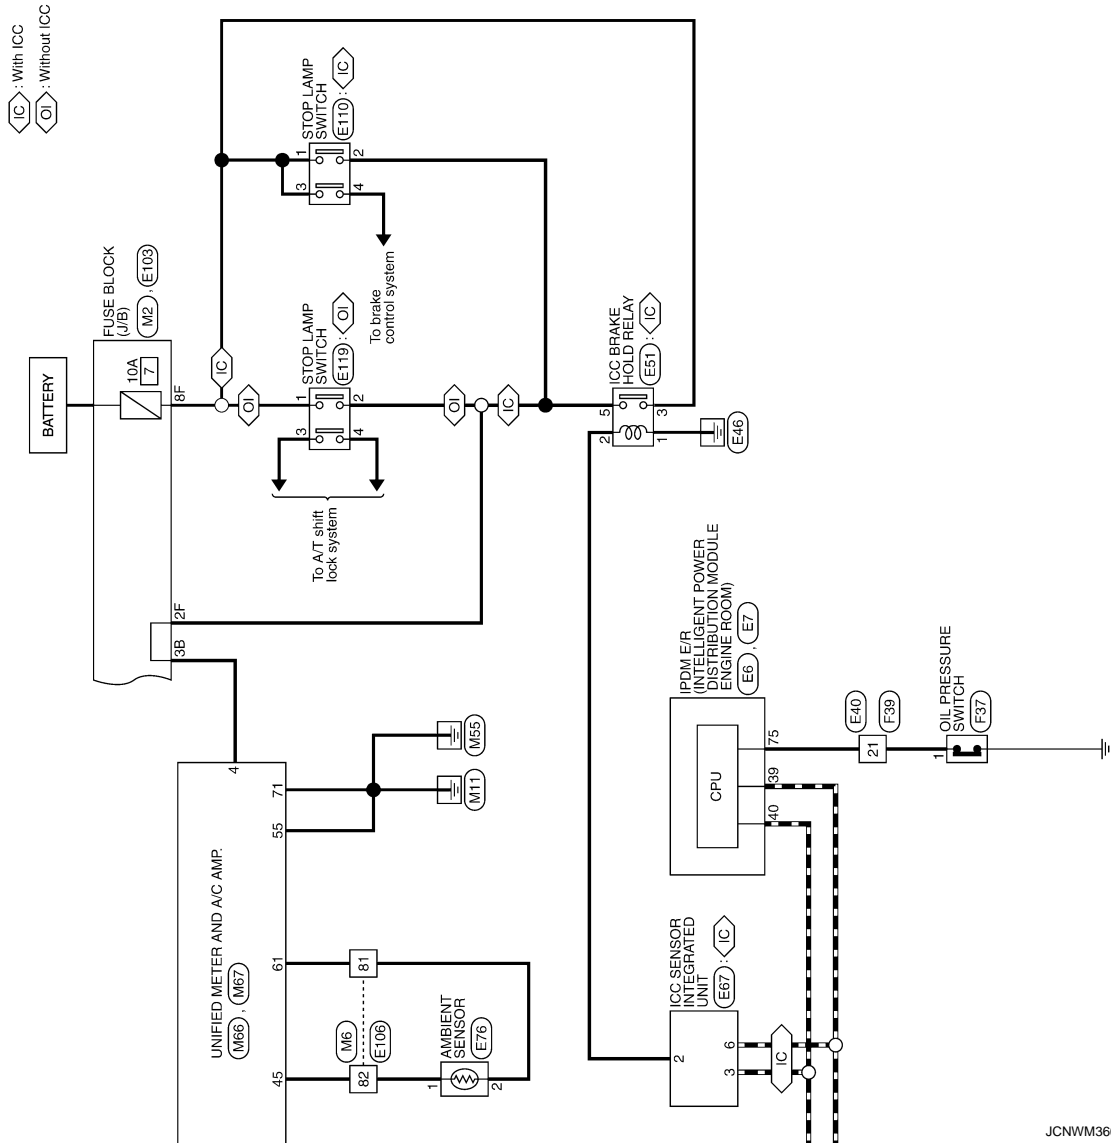 IC : With ICC
OI : Without ICC
BATTERY
FUSE BLOCK
(J/B)
M2 , E103
10A
7
8F
IC
OI
2F
3B
STOP LAMP
SWITCH
E110 : IC
1
2
3
4
To brake
control system
STOP LAMP
SWITCH
E119 : OI
1
2
3
4
To A/T shift
lock system
OI
IC
ICC BRAKE
HOLD RELAY
E51 : IC
5
3
2
1
E46
UNIFIED METER AND A/C AMP.
M66 , M67
4
71
55
61
45
M55
M11
81
82
M6
E106
AMBIENT
SENSOR
E76
1
2
IPDM E/R
(INTELLIGENT POWER
DISTRIBUTION MODULE
ENGINE ROOM)
E6 , E7
CPU
75
39
40
E40
F39
21
OIL PRESSURE
SWITCH
F37
1
ICC SENSOR
INTEGRATED
UNIT
E67 : IC
2
6
3
IC
JCNWM36